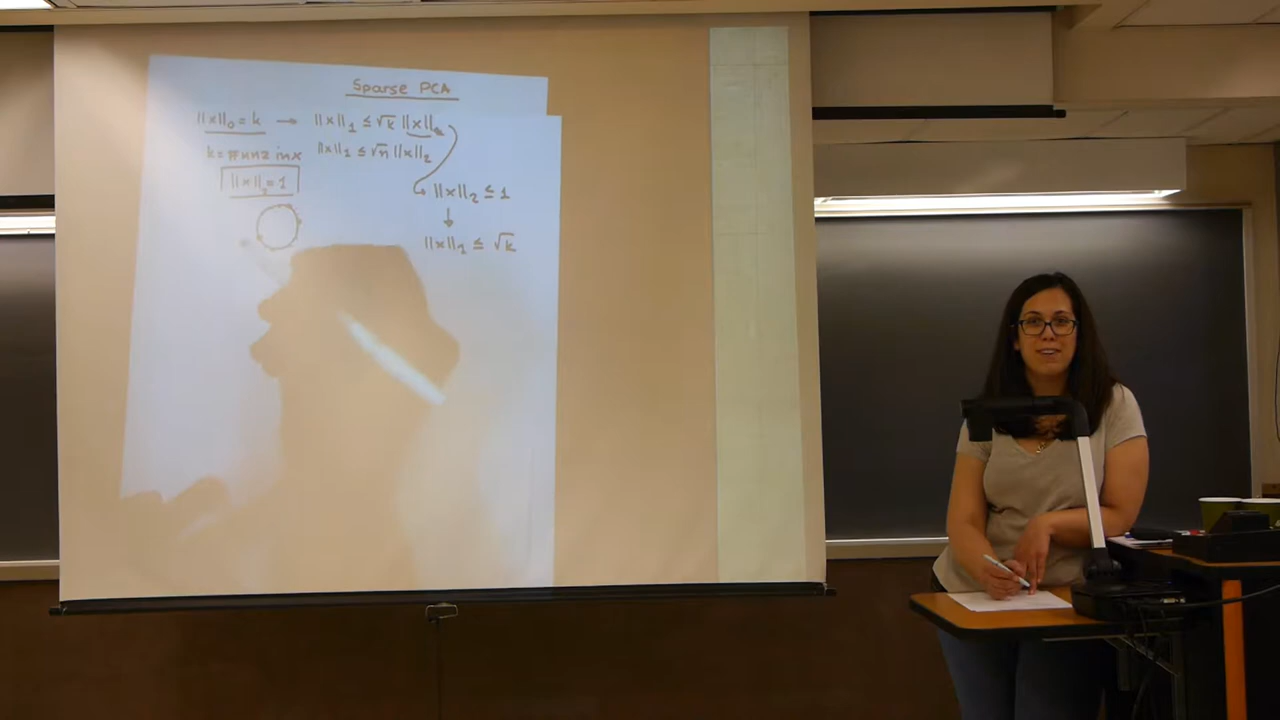 Sparse PCA
||x||₀ = k → ||x||₁ ≤ √k ||x||₂
k = # nnz in x ||x||₁ ≤ √n ||x||₂
||x||₂ = 1
||x||₂ ≤ 1
↓
||x||₁ ≤ √k